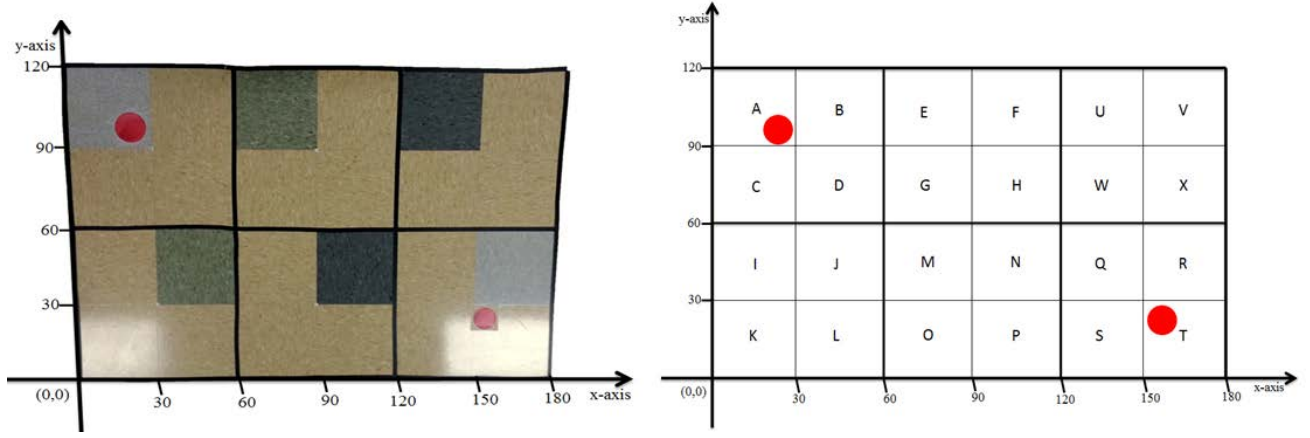 y-axis
120
90
60
30
(0,0)
30
60
90
120
150
180
x-axis
y-axis
120
A
B
E
F
U
V
90
C
D
G
H
W
X
60
I
J
M
N
Q
R
30
K
L
O
P
S
T
(0,0)
30
60
90
120
150
180
x-axis